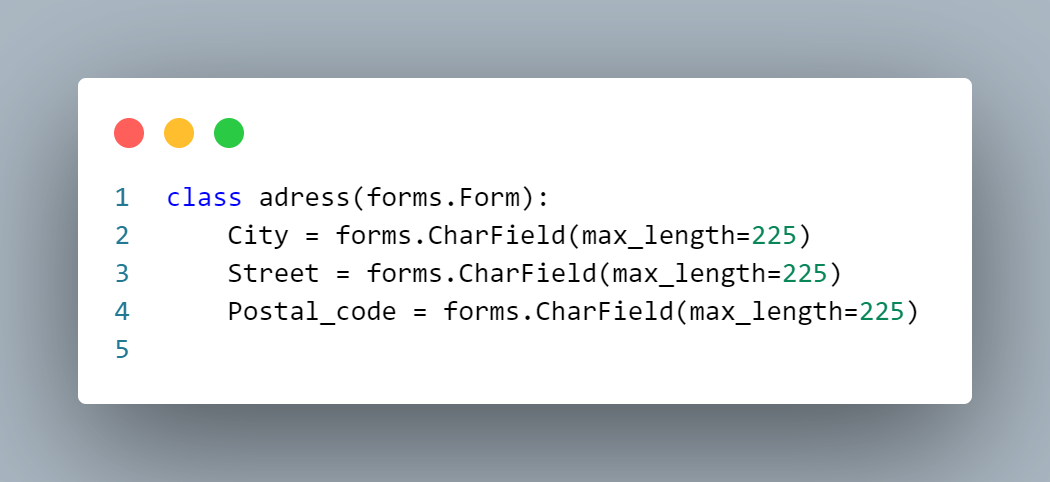 1 class adress(forms.Form):
2     City = forms.CharField(max_length=225)
3     Street = forms.CharField(max_length=225)
4     Postal_code = forms.CharField(max_length=225)
5